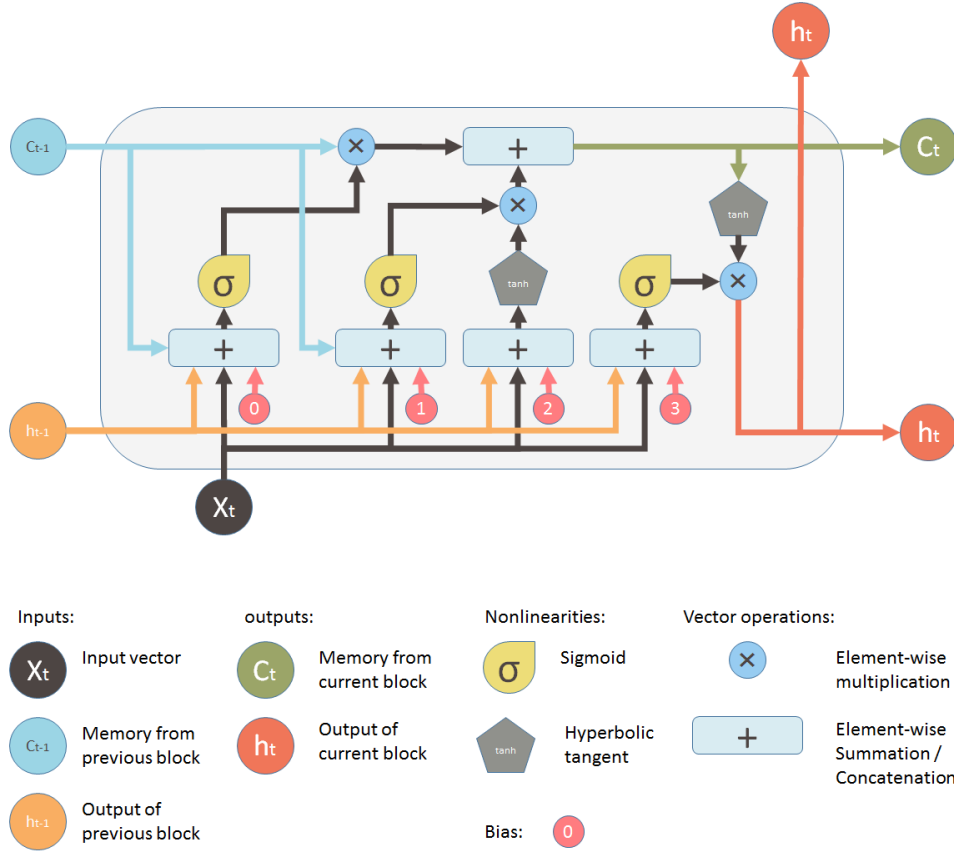 ht
Ct-1
×
+
Ct
tanh
×
σ
σ
tanh
σ
×
+
+
+
+
0
1
2
3
ht-1
ht
Xt
Inputs:
outputs:
Nonlinearities:
Vector operations:
Xt
Input vector
Ct
Memory from
current block
σ
Sigmoid
×
Element-wise
multiplication
Ct-1
Memory from
previous block
ht
Output of
current block
tanh
Hyperbolic
tangent
+
Element-wise
Summation /
Concatenation
ht-1
Output of
previous block
Bias:
0